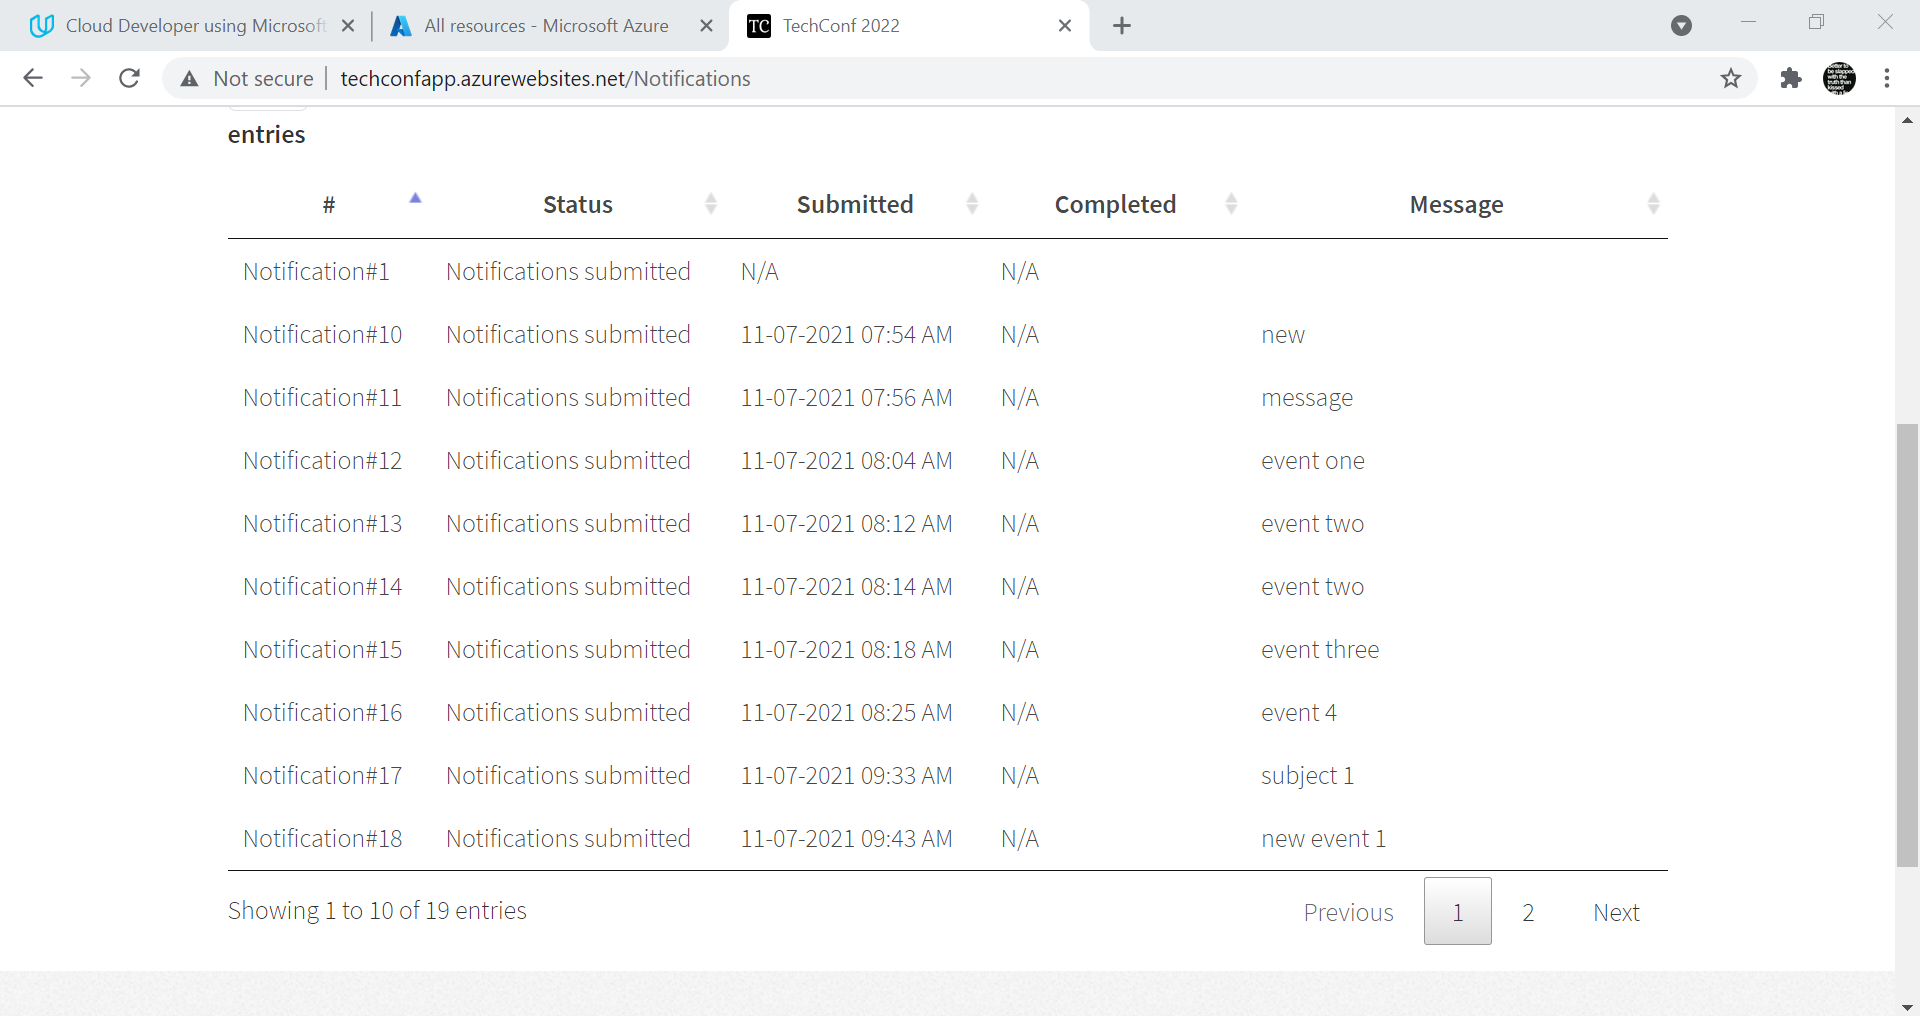 Cloud Developer using Microsoft
All resources - Microsoft Azure
TC TechConf 2022
Not secure techconfapp.azurewebsites.net/Notifications
entries
# Status Submitted Completed Message
Notification#1 Notifications submitted N/A N/A
Notification#10 Notifications submitted 11-07-2021 07:54 AM N/A new
Notification#11 Notifications submitted 11-07-2021 07:56 AM N/A message
Notification#12 Notifications submitted 11-07-2021 08:04 AM N/A event one
Notification#13 Notifications submitted 11-07-2021 08:12 AM N/A event two
Notification#14 Notifications submitted 11-07-2021 08:14 AM N/A event two
Notification#15 Notifications submitted 11-07-2021 08:18 AM N/A event three
Notification#16 Notifications submitted 11-07-2021 08:25 AM N/A event 4
Notification#17 Notifications submitted 11-07-2021 09:33 AM N/A subject 1
Notification#18 Notifications submitted 11-07-2021 09:43 AM N/A new event 1
Showing 1 to 10 of 19 entries Previous 1 2 Next